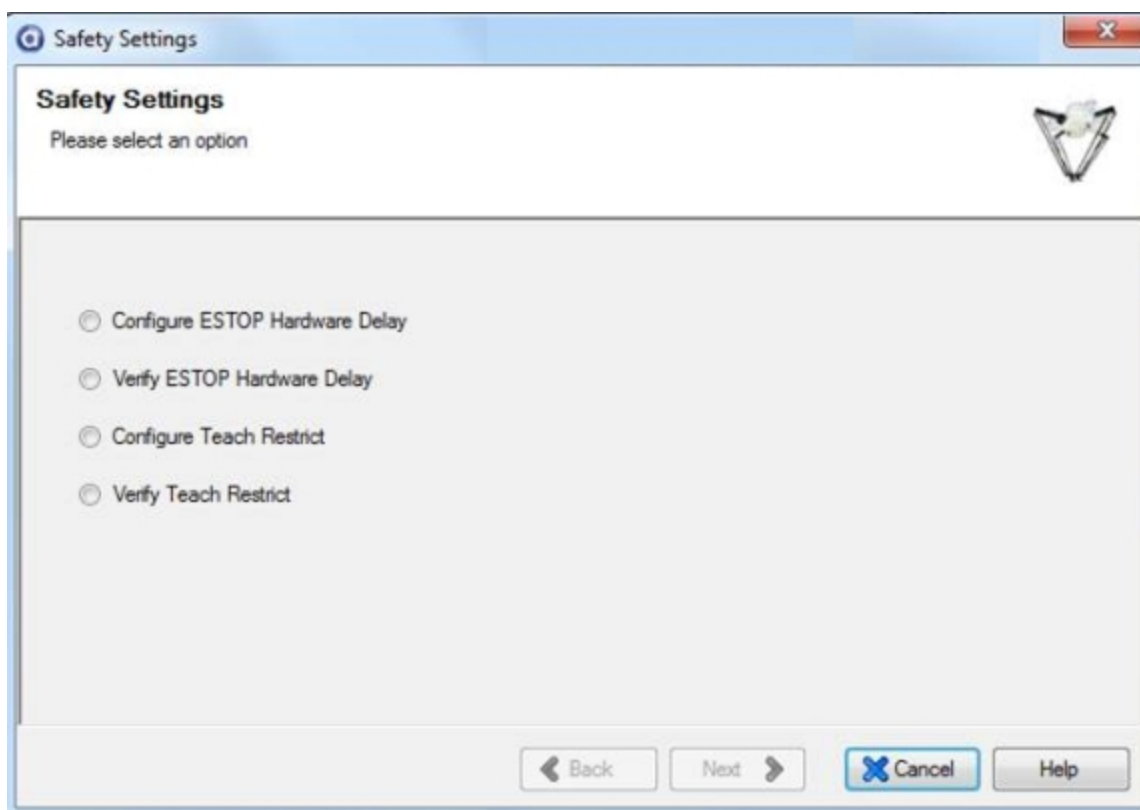 Safety Settings
Safety Settings
Please select an option
Configure ESTOP Hardware Delay
Verify ESTOP Hardware Delay
Configure Teach Restrict
Verify Teach Restrict
Back Next Cancel Help